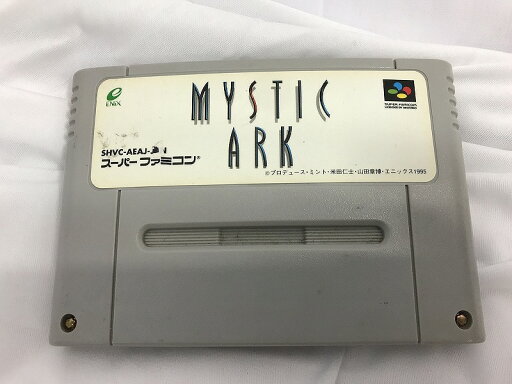 ENIX
MYSTIC
ARK
SUPER FAMICOM
SHVC-AEAJ-
スーパーファミコン®
©プロデュース・ミント・米田仁士・山田章博・エニックス1995